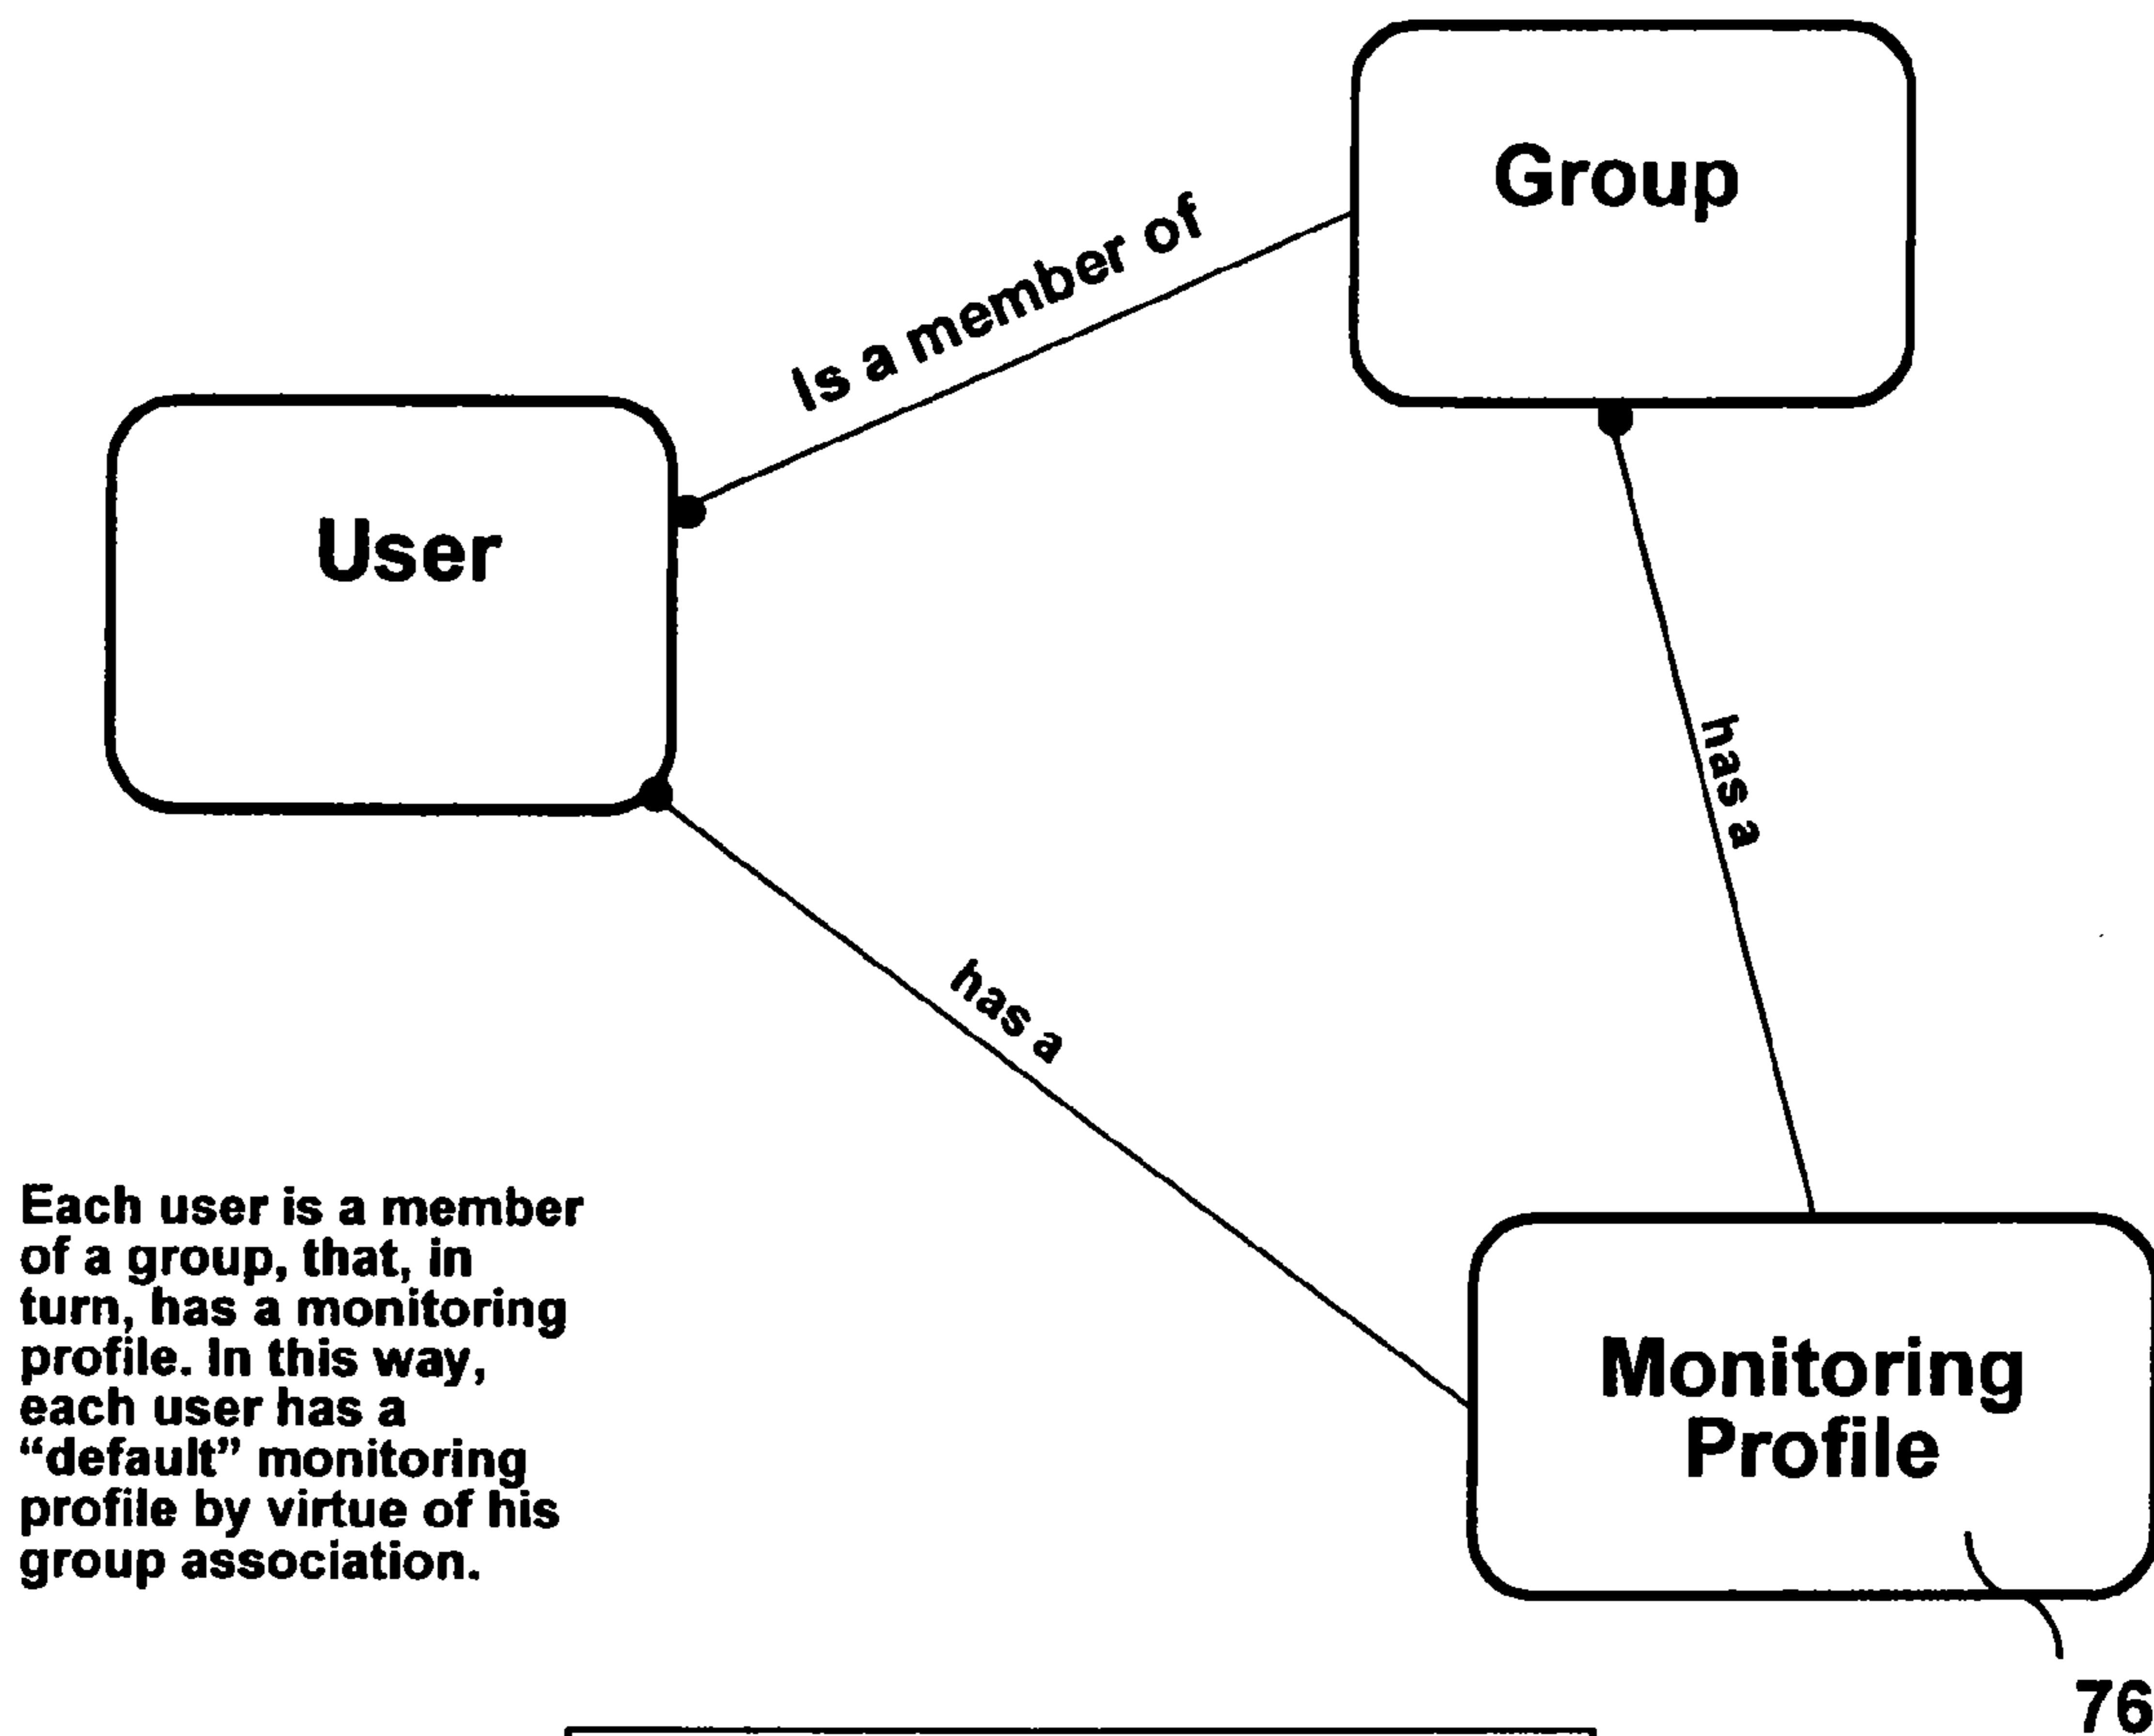 Group
Is a member of
User
has a
has a
Each user is a member
of a group, that, in
turn, has a monitoring
profile. In this way,
each user has a
“default” monitoring
profile by virtue of his
group association.
Monitoring
Profile
76